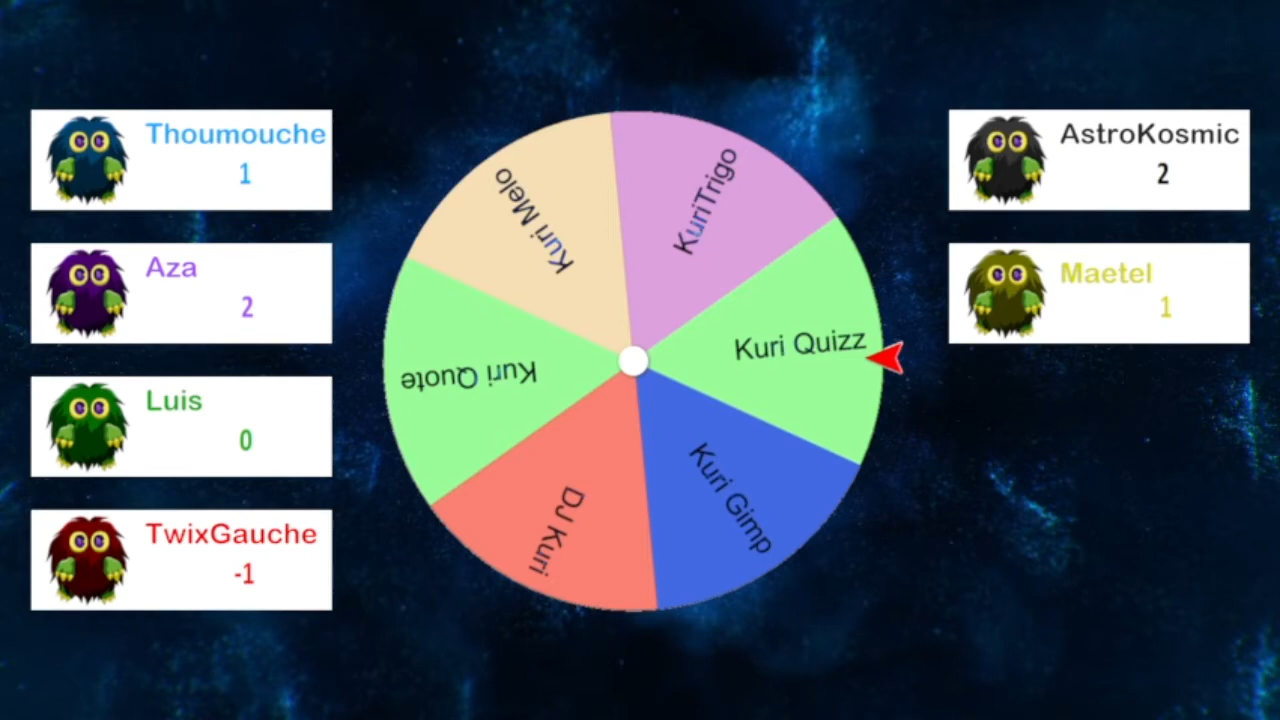 Thoumouche
1
Aza
2
Luis
0
TwixGauche
-1
Kuri Melo
KuriTrigo
Kuri Quizz
Kuri Gimp
DJ Kuri
Kuri Quote
AstroKosmic
2
Maetel
1